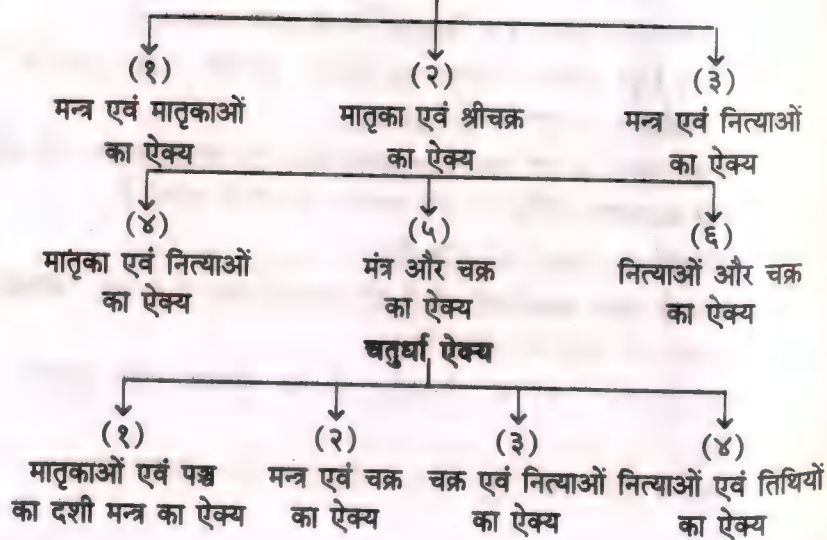 (१) (२) (३)
मन्त्र एवं मातृकाओं मातृका एवं श्रीचक्र मन्त्र एवं नित्याओं
का ऐक्य का ऐक्य का ऐक्य
(४) (५) (६)
मातृका एवं नित्याओं मंत्र और चक्र नित्याओं और चक्र
का ऐक्य का ऐक्य का ऐक्य
चतुर्धा ऐक्य
(१) (२) (३) (४)
मातृकाओं एवं पञ्च मन्त्र एवं चक्र चक्र एवं नित्याओं नित्याओं एवं तिथियों
का दशी मन्त्र का ऐक्य का ऐक्य का ऐक्य का ऐक्य